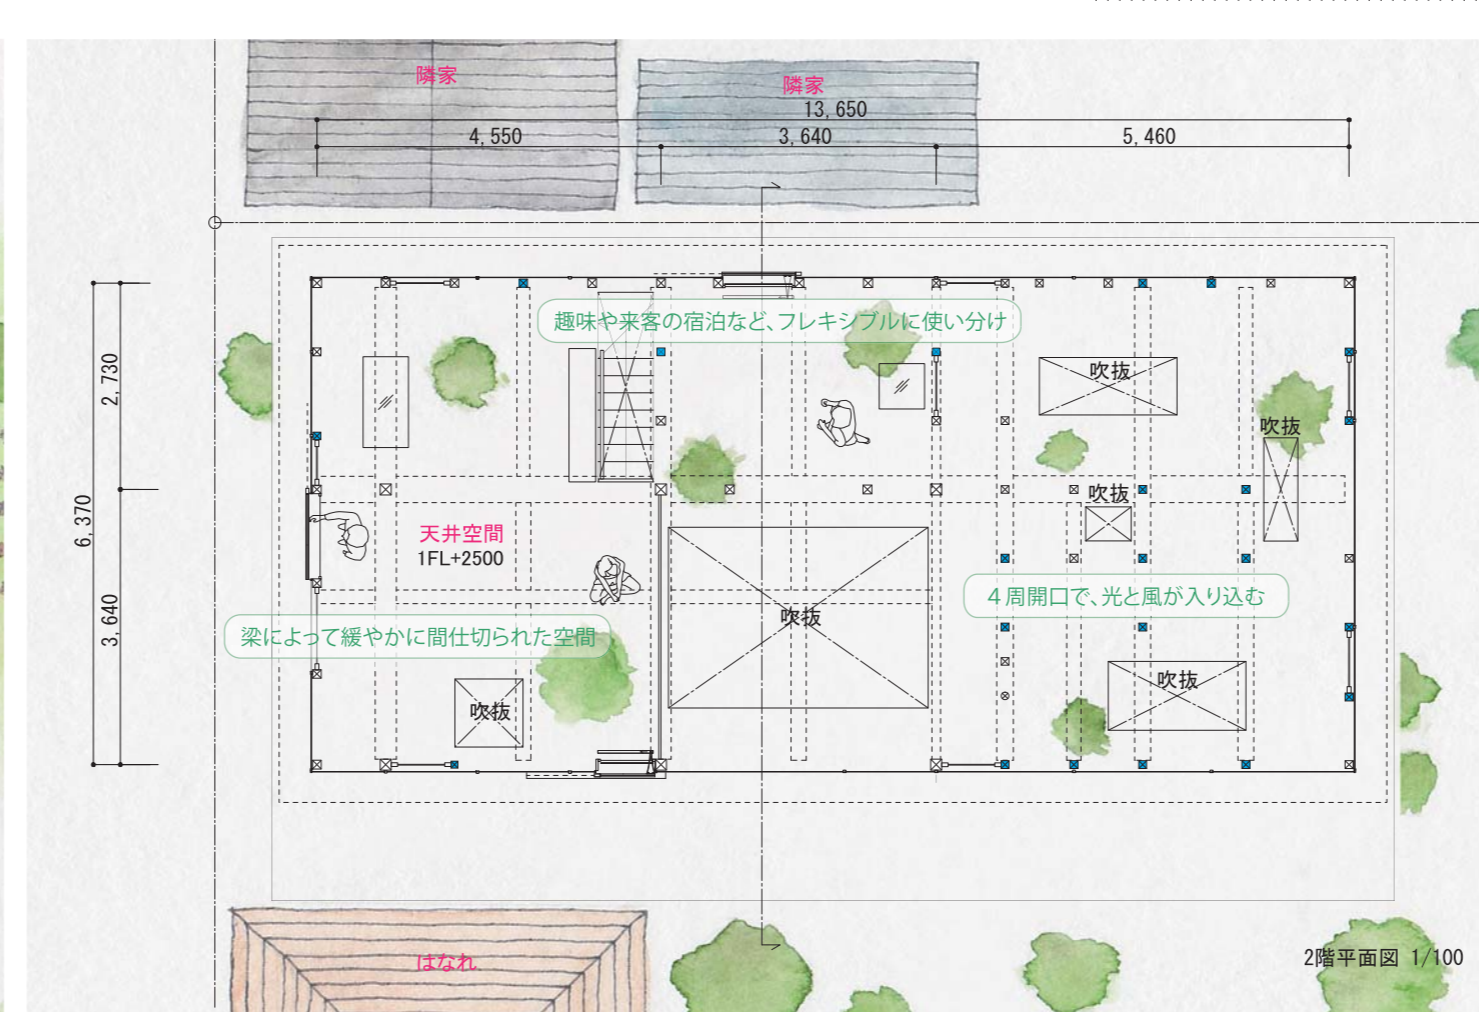 隣家
隣家
13,650
4,550
3,640
5,460
趣味や来客の宿泊など、フレキシブルに使い分け
2,730
吹抜
吹抜
吹抜
6,370
天井空間
1FL+2500
4周開口で、光と風が入り込む
3,640
梁によって緩やかに間仕切られた空間
吹抜
吹抜
吹抜
はなれ
2階平面図 1/100